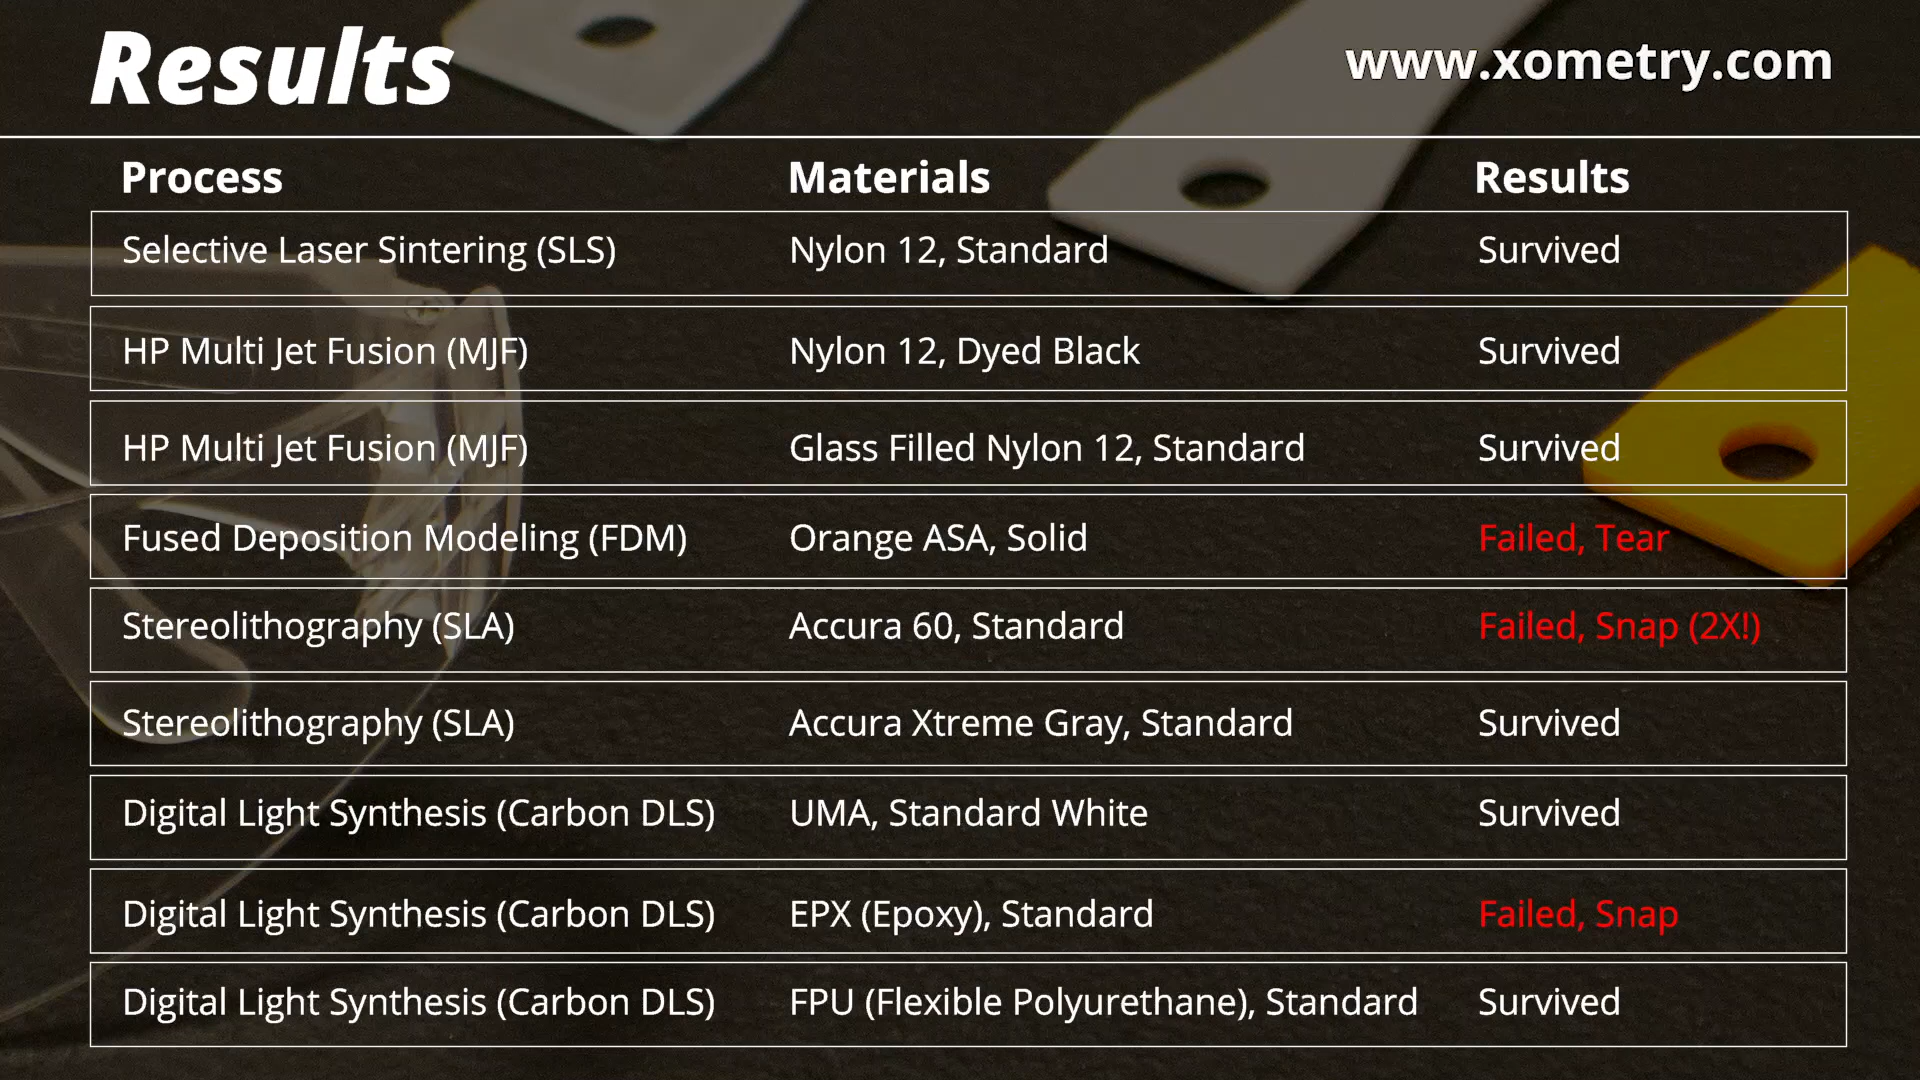 Results www.xometry.com
Process Materials Results
Selective Laser Sintering (SLS) Nylon 12, Standard Survived
HP Multi Jet Fusion (MJF) Nylon 12, Dyed Black Survived
HP Multi Jet Fusion (MJF) Glass Filled Nylon 12, Standard Survived
Fused Deposition Modeling (FDM) Orange ASA, Solid Failed, Tear
Stereolithography (SLA) Accura 60, Standard Failed, Snap (2X!)
Stereolithography (SLA) Accura Xtreme Gray, Standard Survived
Digital Light Synthesis (Carbon DLS) UMA, Standard White Survived
Digital Light Synthesis (Carbon DLS) EPX (Epoxy), Standard Failed, Snap
Digital Light Synthesis (Carbon DLS) FPU (Flexible Polyurethane), Standard Survived